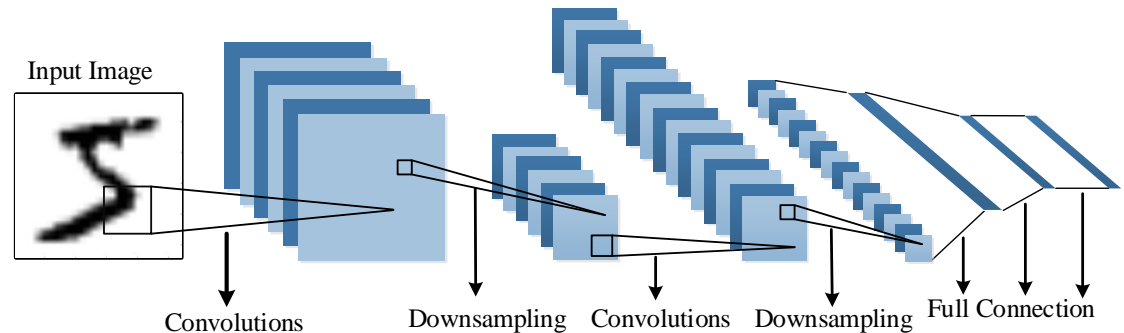 Input Image
Convolutions
Downsampling
Convolutions
Downsampling
Full Connection